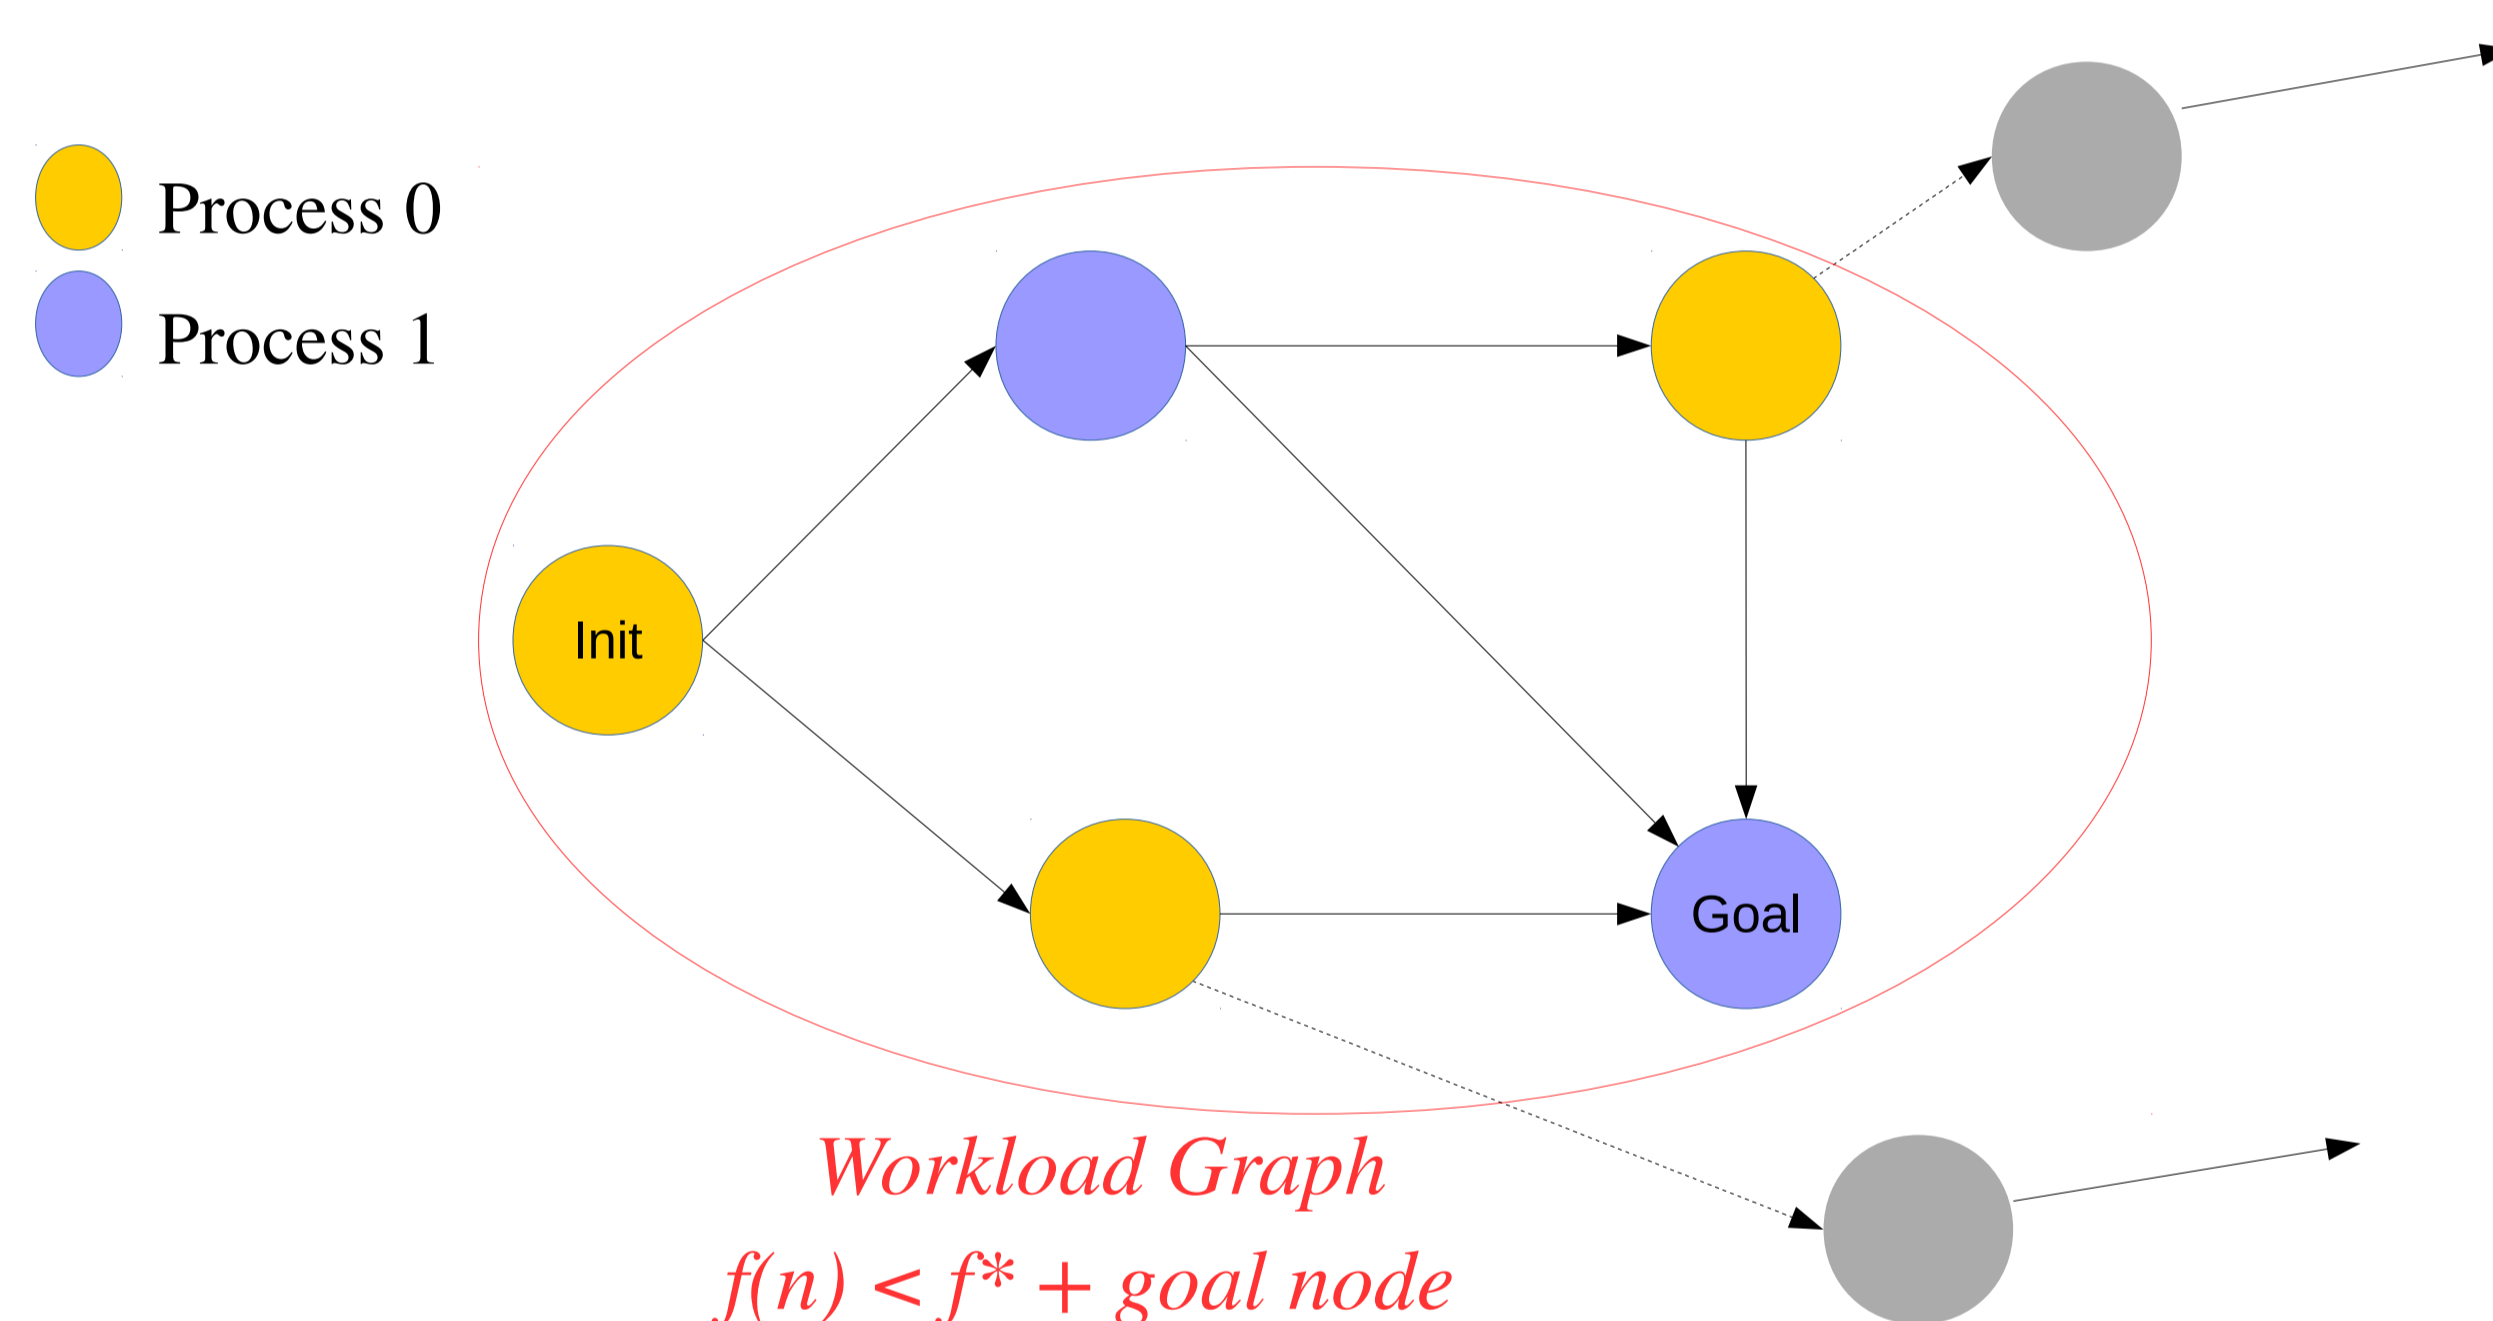 Process 0
Process 1
Init
Goal
Workload Graph
f(n) < f* + goal node